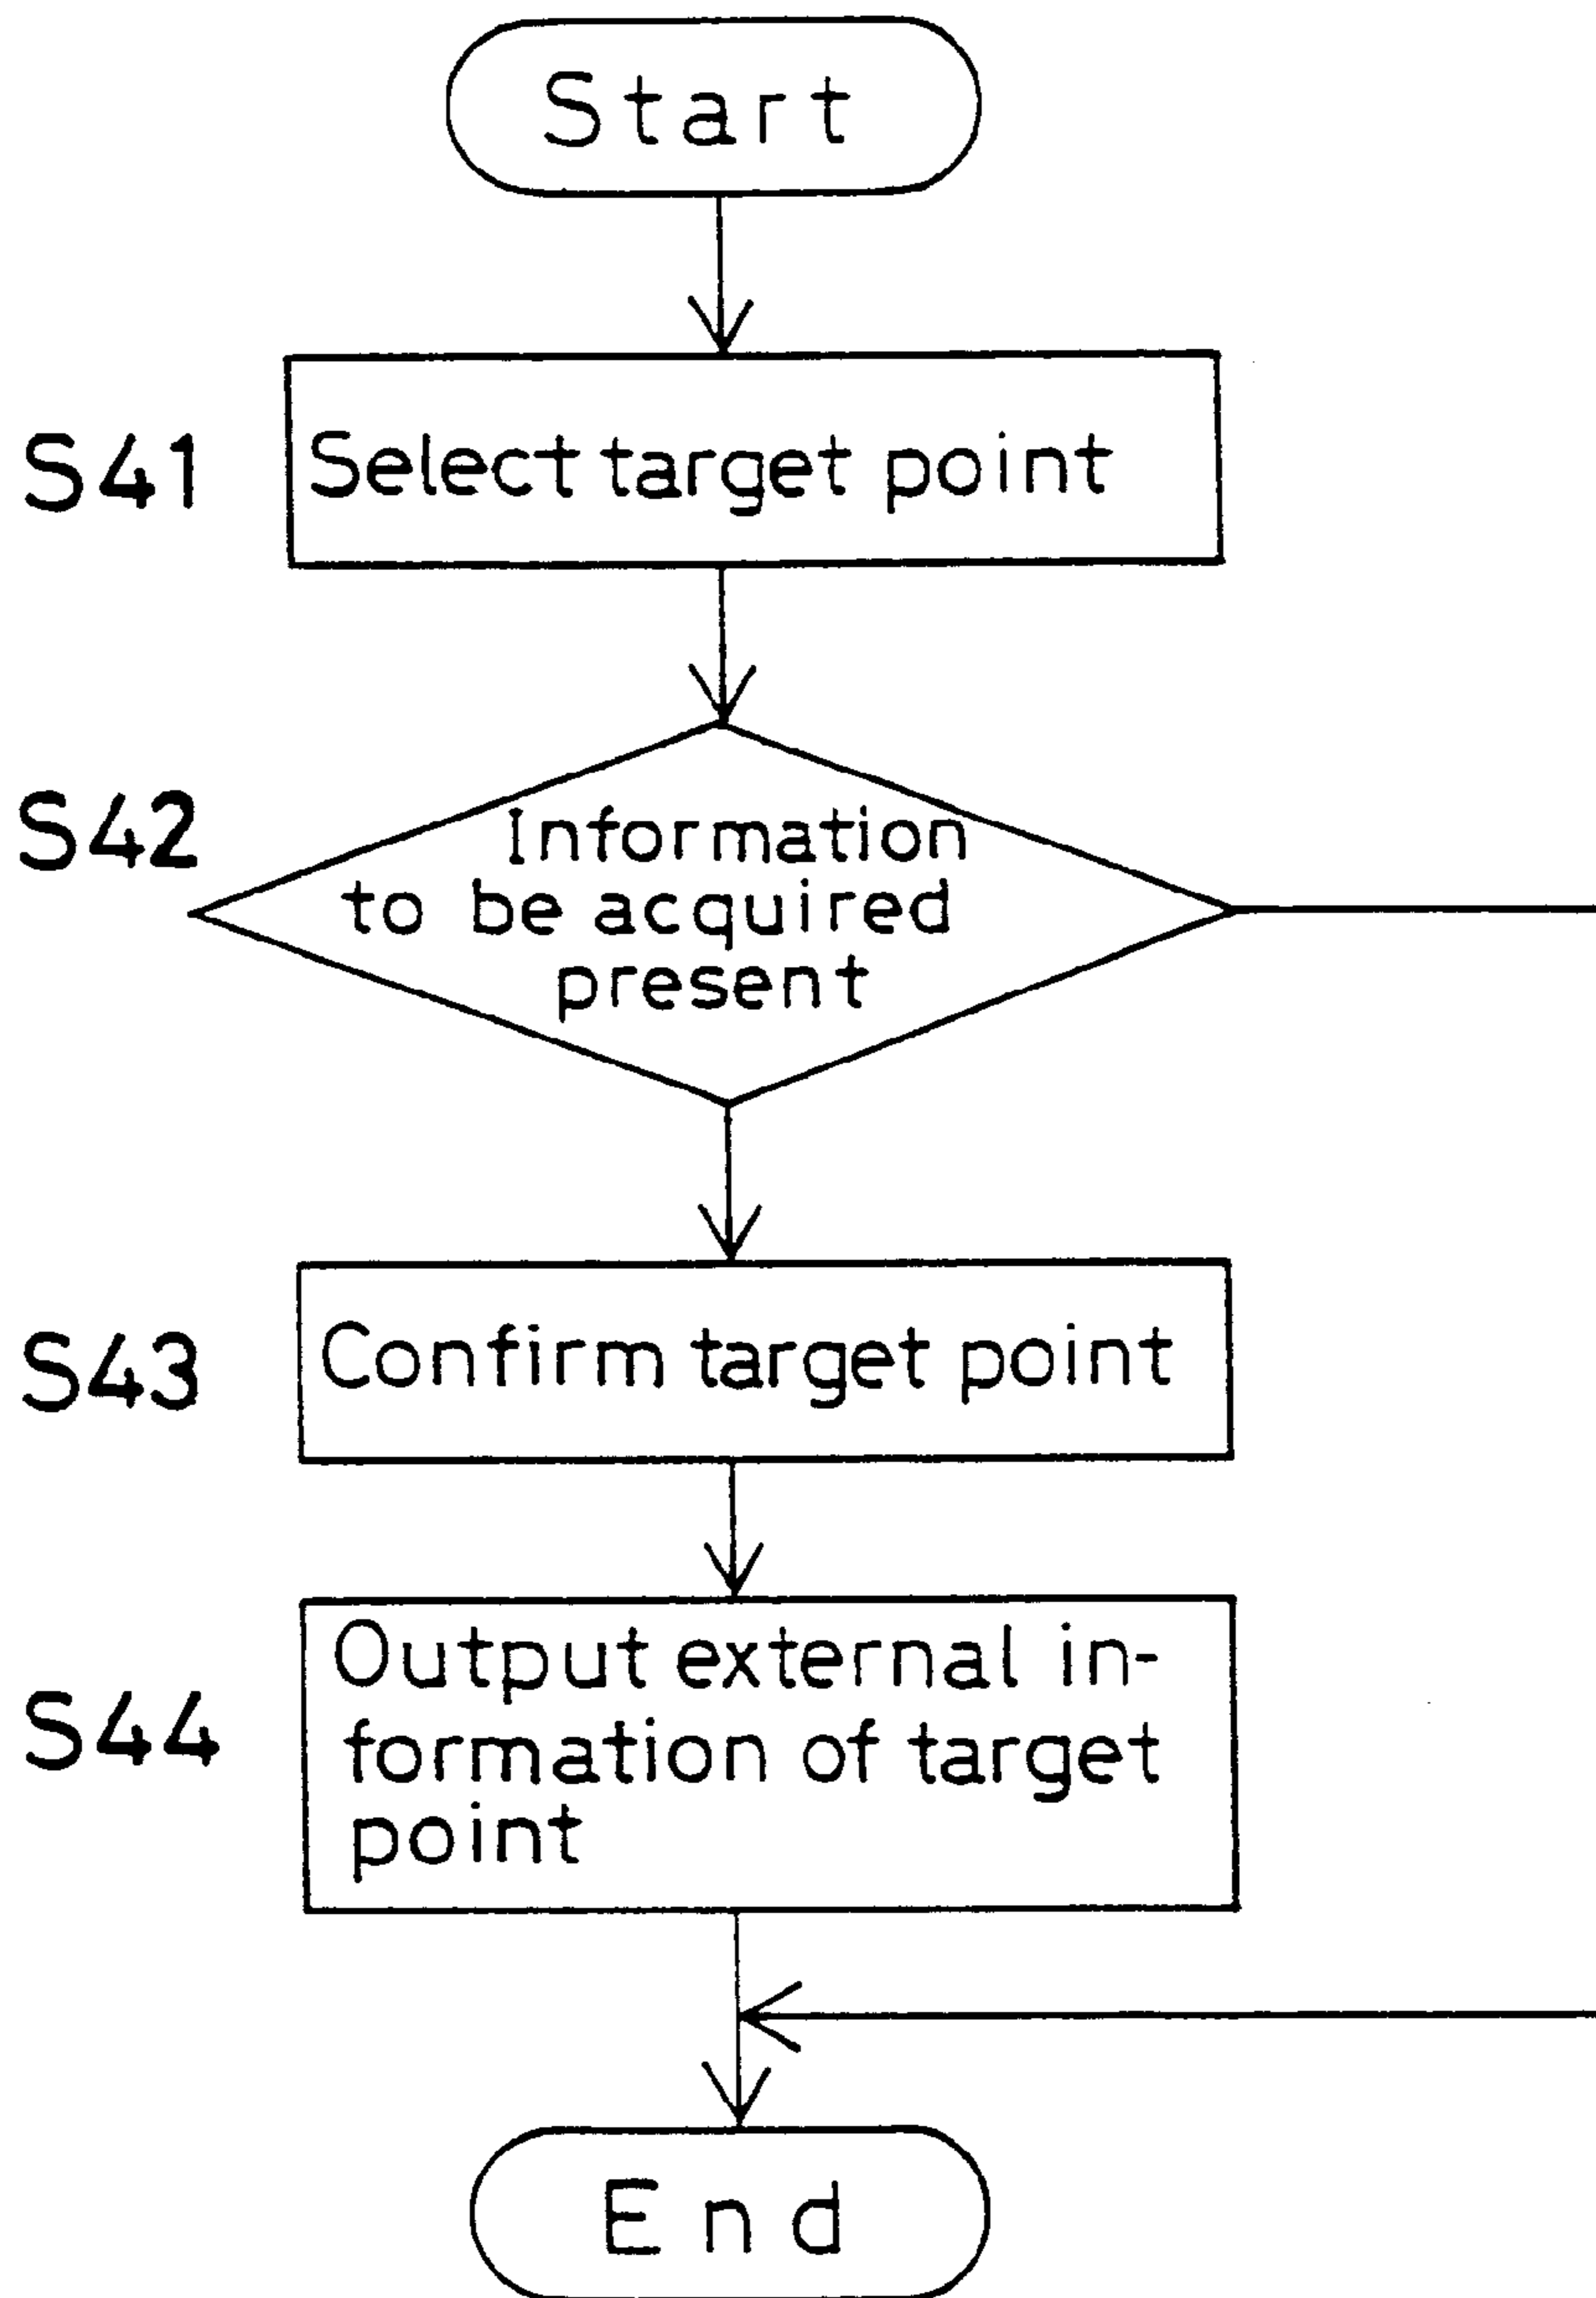 Start
S41
Select target point
S42
Information
to be acquired
present
S43
Confirm target point
S44
Output external in-
formation of target
point
End